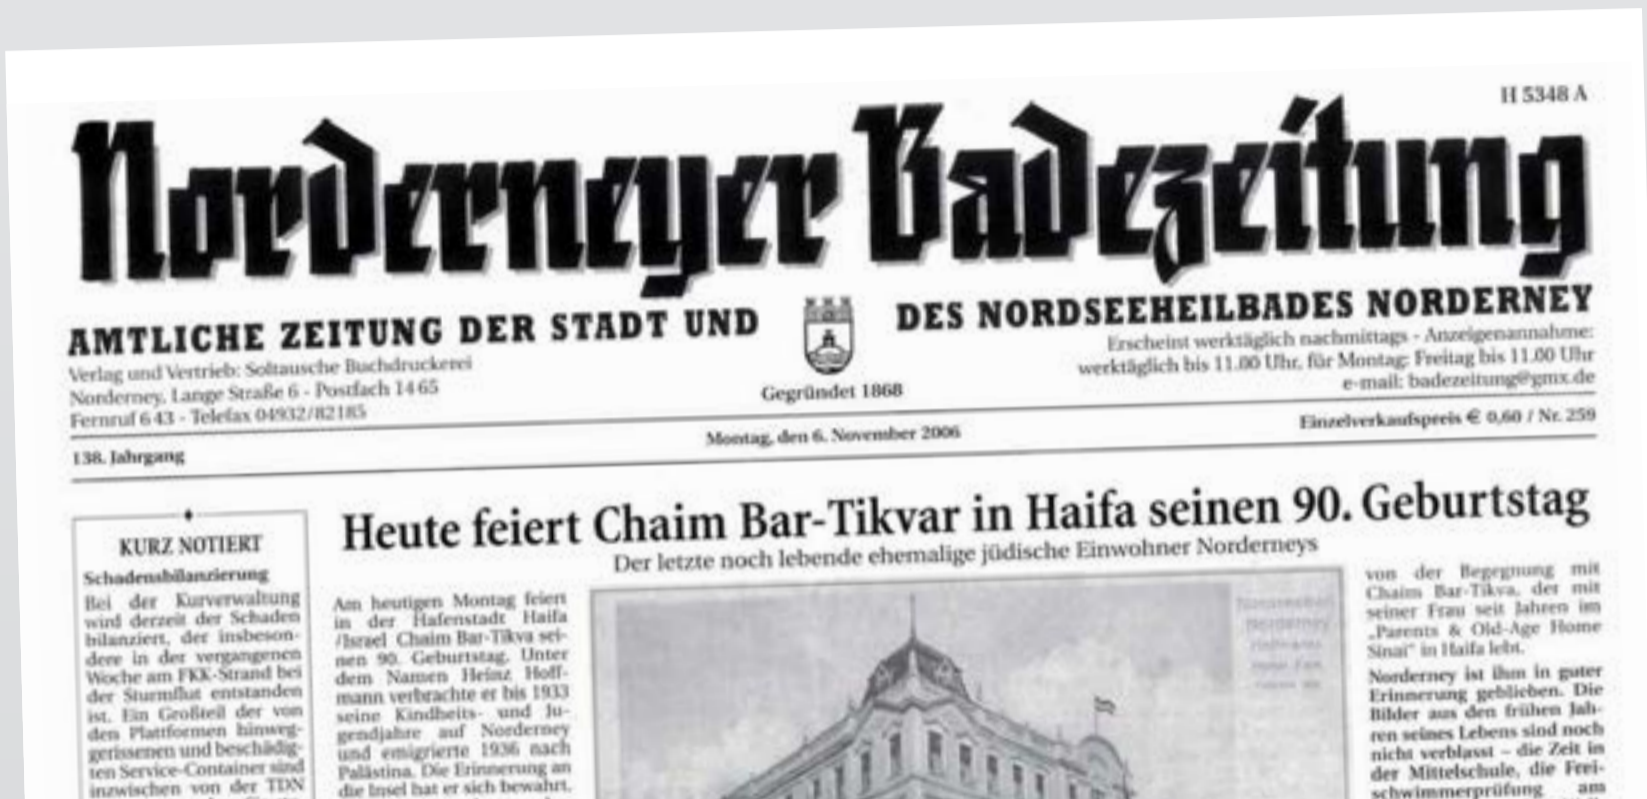 H 5348 A
Norderneyer Badezeitung
AMTLICHE ZEITUNG DER STADT UND
DES NORDSEEHEILBADES NORDERNEY
Verlag und Vertrieb: Soltausche Buchdruckerei
Norderney, Lange Straße 6 - Postfach 1465
Fernruf 6 43 - Telefax 04932/82185
Gegründet 1868
Erscheint werktäglich nachmittags - Anzeigenannahme:
werktäglich bis 11.00 Uhr, für Montag: Freitag bis 11.00 Uhr
e-mail: badezeitung@gmx.de
138. Jahrgang
Montag, den 6. November 2006
Einzelverkaufspreis € 0,60 / Nr. 259
KURZ NOTIERT
Schadensbilanzierung
Bei der Kurverwaltung
wird derzeit der Schaden
bilanziert, der insbeson-
dere in der vergangenen
Woche am FKK-Strand bei
der Sturmflut entstanden
ist. Ein Großteil der von
den Plattformen hinweg-
gerissenen und beschädig-
ten Service-Container sind
inzwischen von der TDN
Heute feiert Chaim Bar-Tikvar in Haifa seinen 90. Geburtstag
Der letzte noch lebende ehemalige jüdische Einwohner Norderneys
Am heutigen Montag feiert
in der Hafenstadt Haifa
/Israel Chaim Bar-Tikva sei-
nen 90. Geburtstag. Unter
dem Namen Heinz Hoff-
mann verbrachte er bis 1933
seine Kindheits- und Ju-
gendjahre auf Norderney
und emigrierte 1936 nach
Palästina. Die Erinnerung an
die Insel hat er sich bewahrt,
Norderney
von der Begegnung mit
Chaim Bar-Tikva, der mit
seiner Frau seit Jahren im
„Parents & Old-Age Home
Sinai" in Haifa lebt.
Norderney ist ihm in guter
Erinnerung geblieben. Die
Bilder aus den frühen Jah-
ren seines Lebens sind noch
nicht verblasst – die Zeit in
der Mittelschule, die Frei-
schwimmerprüfung am